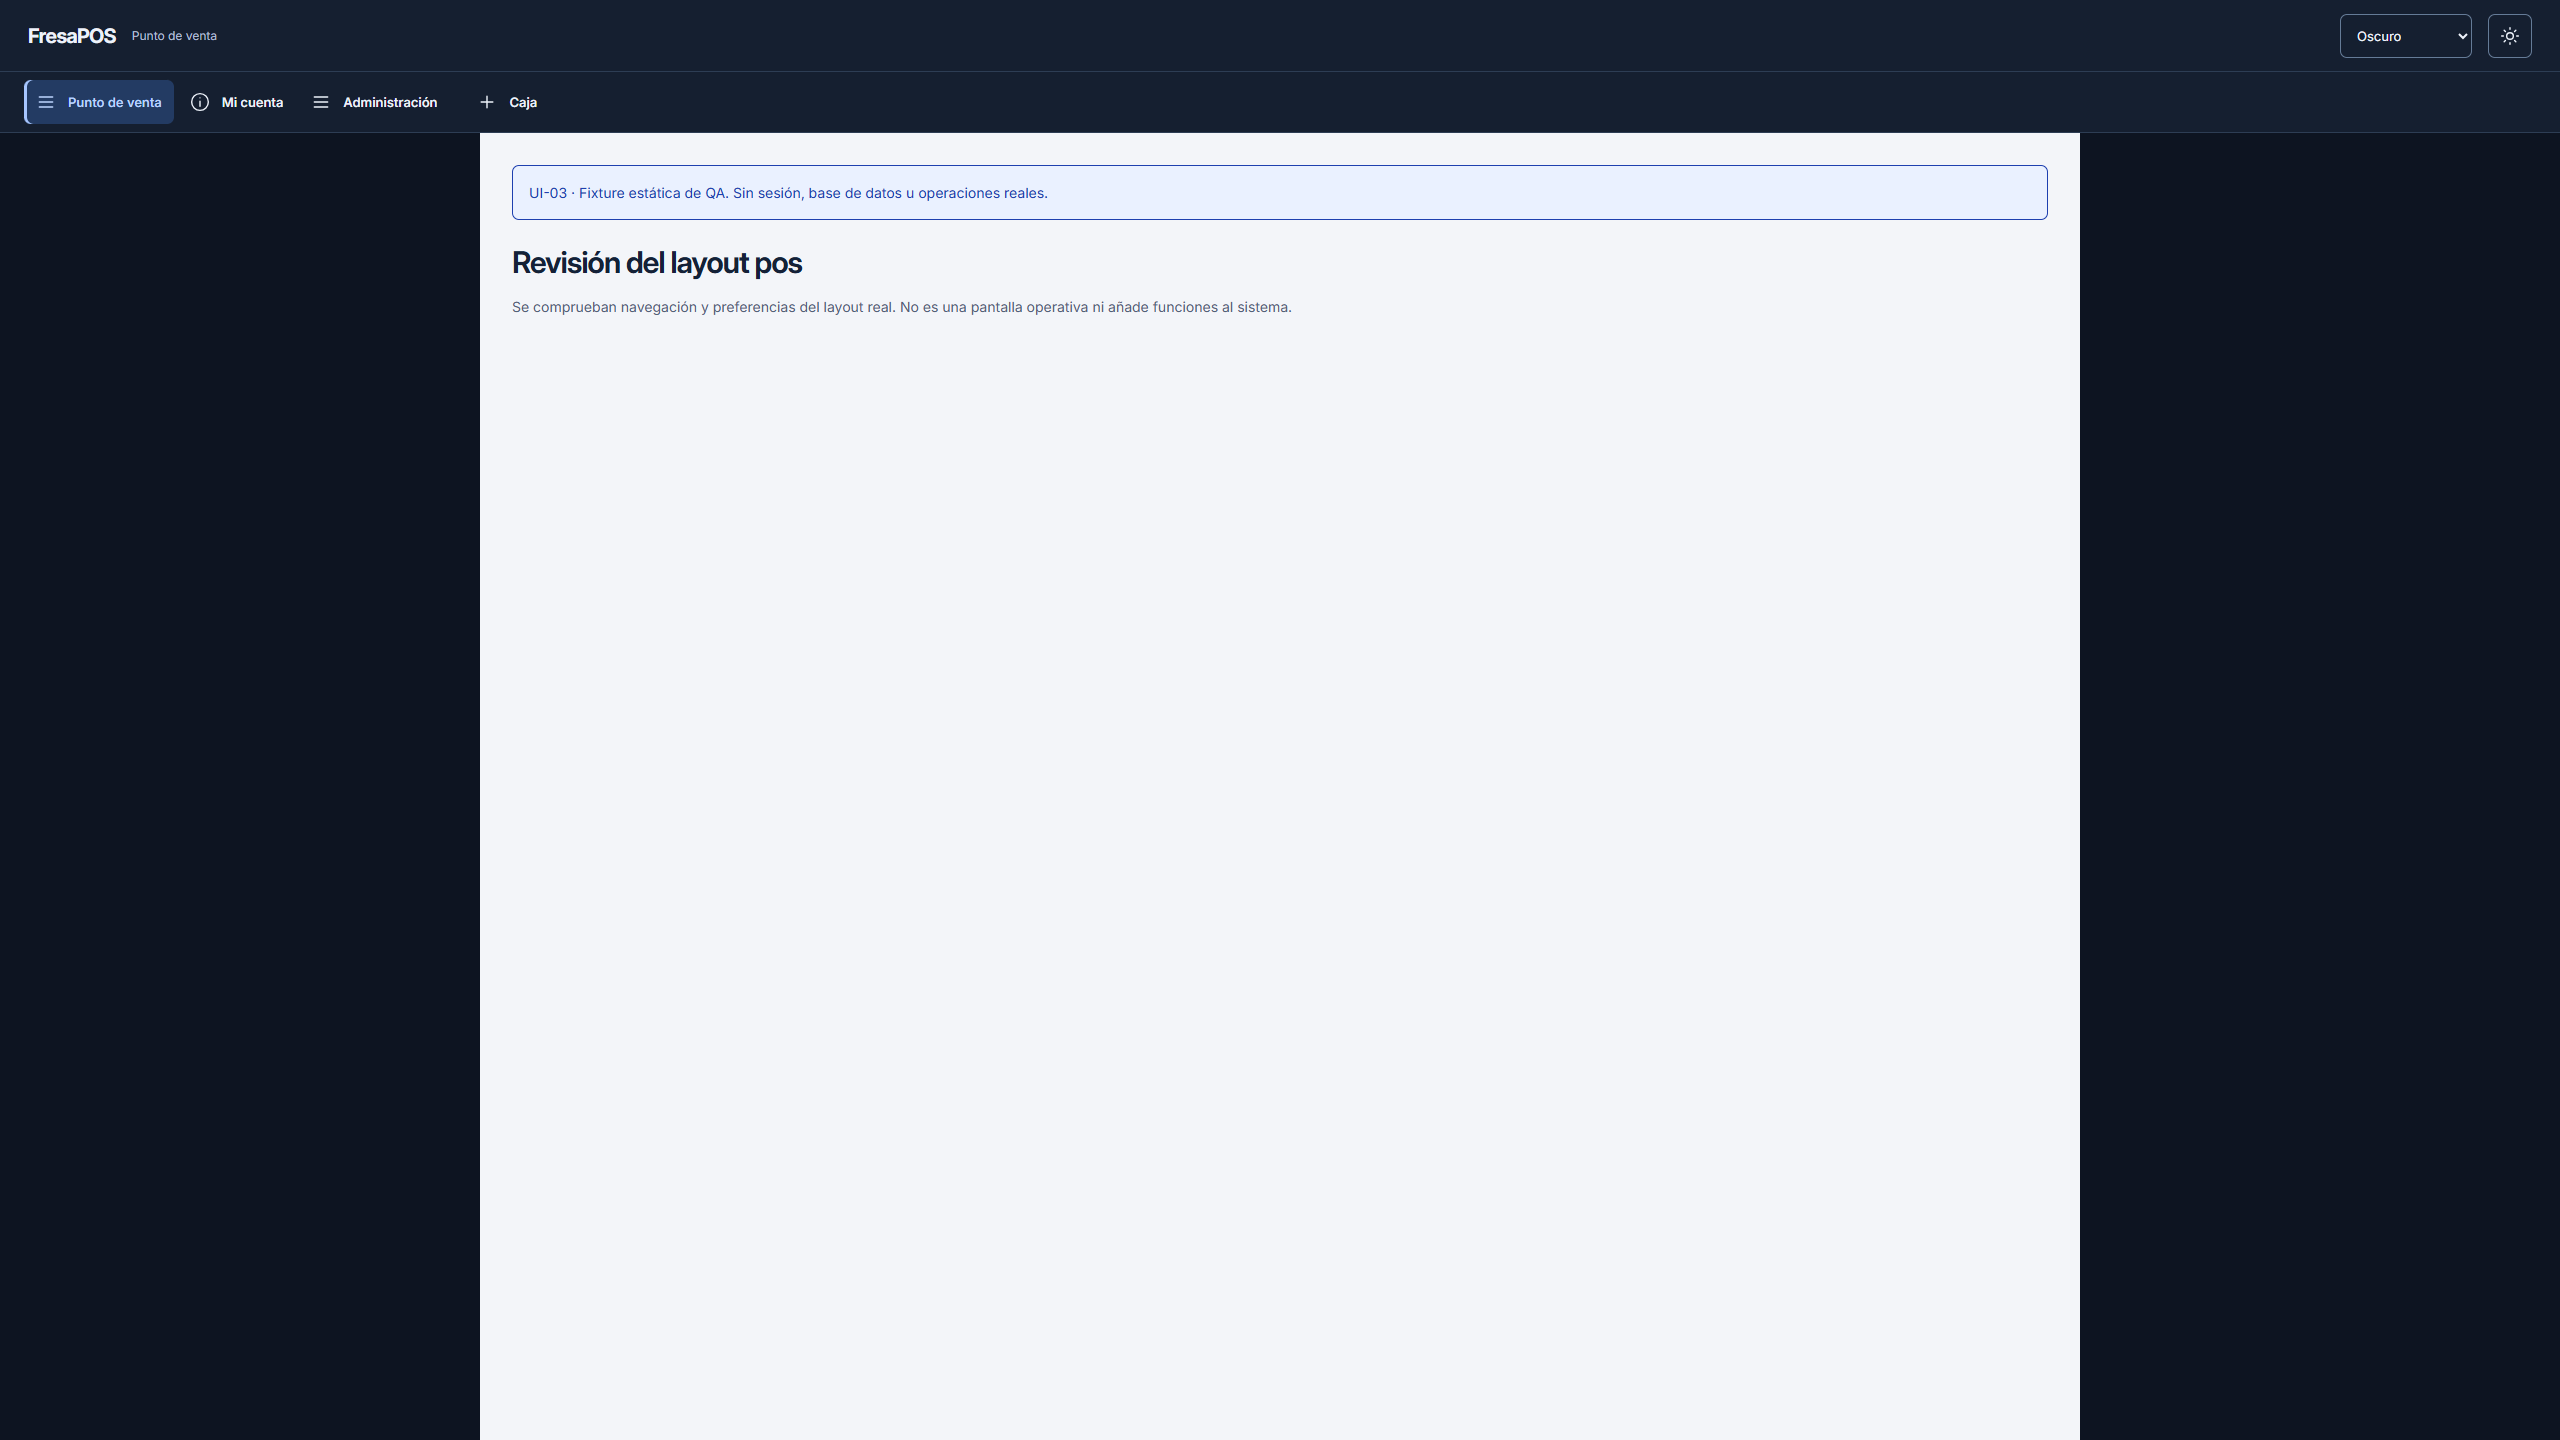 FresaPOS Punto de venta
Oscuro
Punto de venta Mi cuenta Administración Caja
UI-03 · Fixture estática de QA. Sin sesión, base de datos u operaciones reales.
Revisión del layout pos
Se comprueban navegación y preferencias del layout real. No es una pantalla operativa ni añade funciones al sistema.